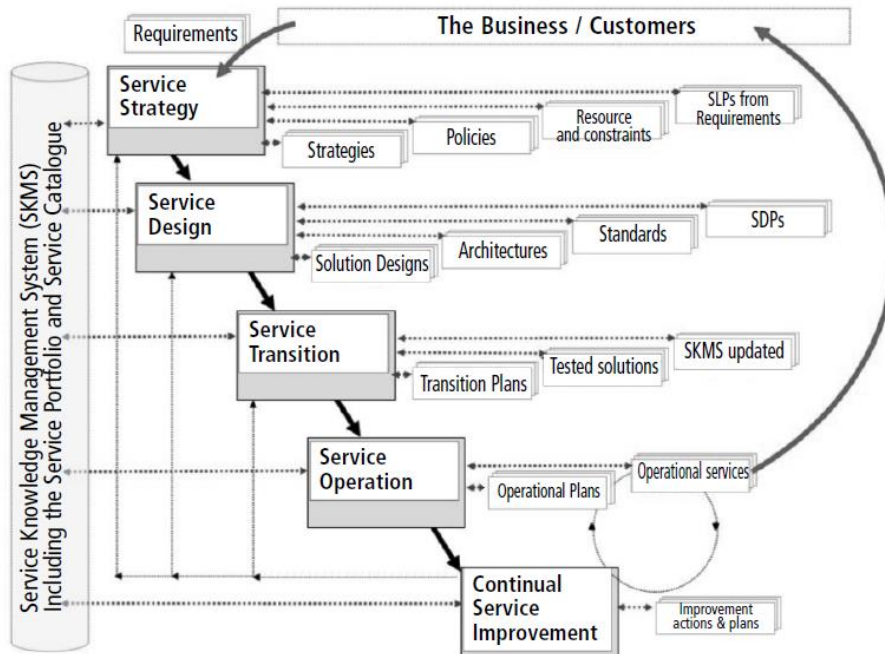 Requirements
The Business / Customers
Service
Strategy
SLPs from
Requirements
Resource
and constraints
Policies
Strategies
Service
Design
SDPs
Standards
Architectures
Solution Designs
Service
Transition
SKMS updated
Tested solutions
Transition Plans
Service
Operation
Operational services
Operational Plans
Continual
Service
Improvement
Improvement
actions & plans
Service Knowledge Management System (SKMS)
Including the Service Portfolio and Service Catalogue